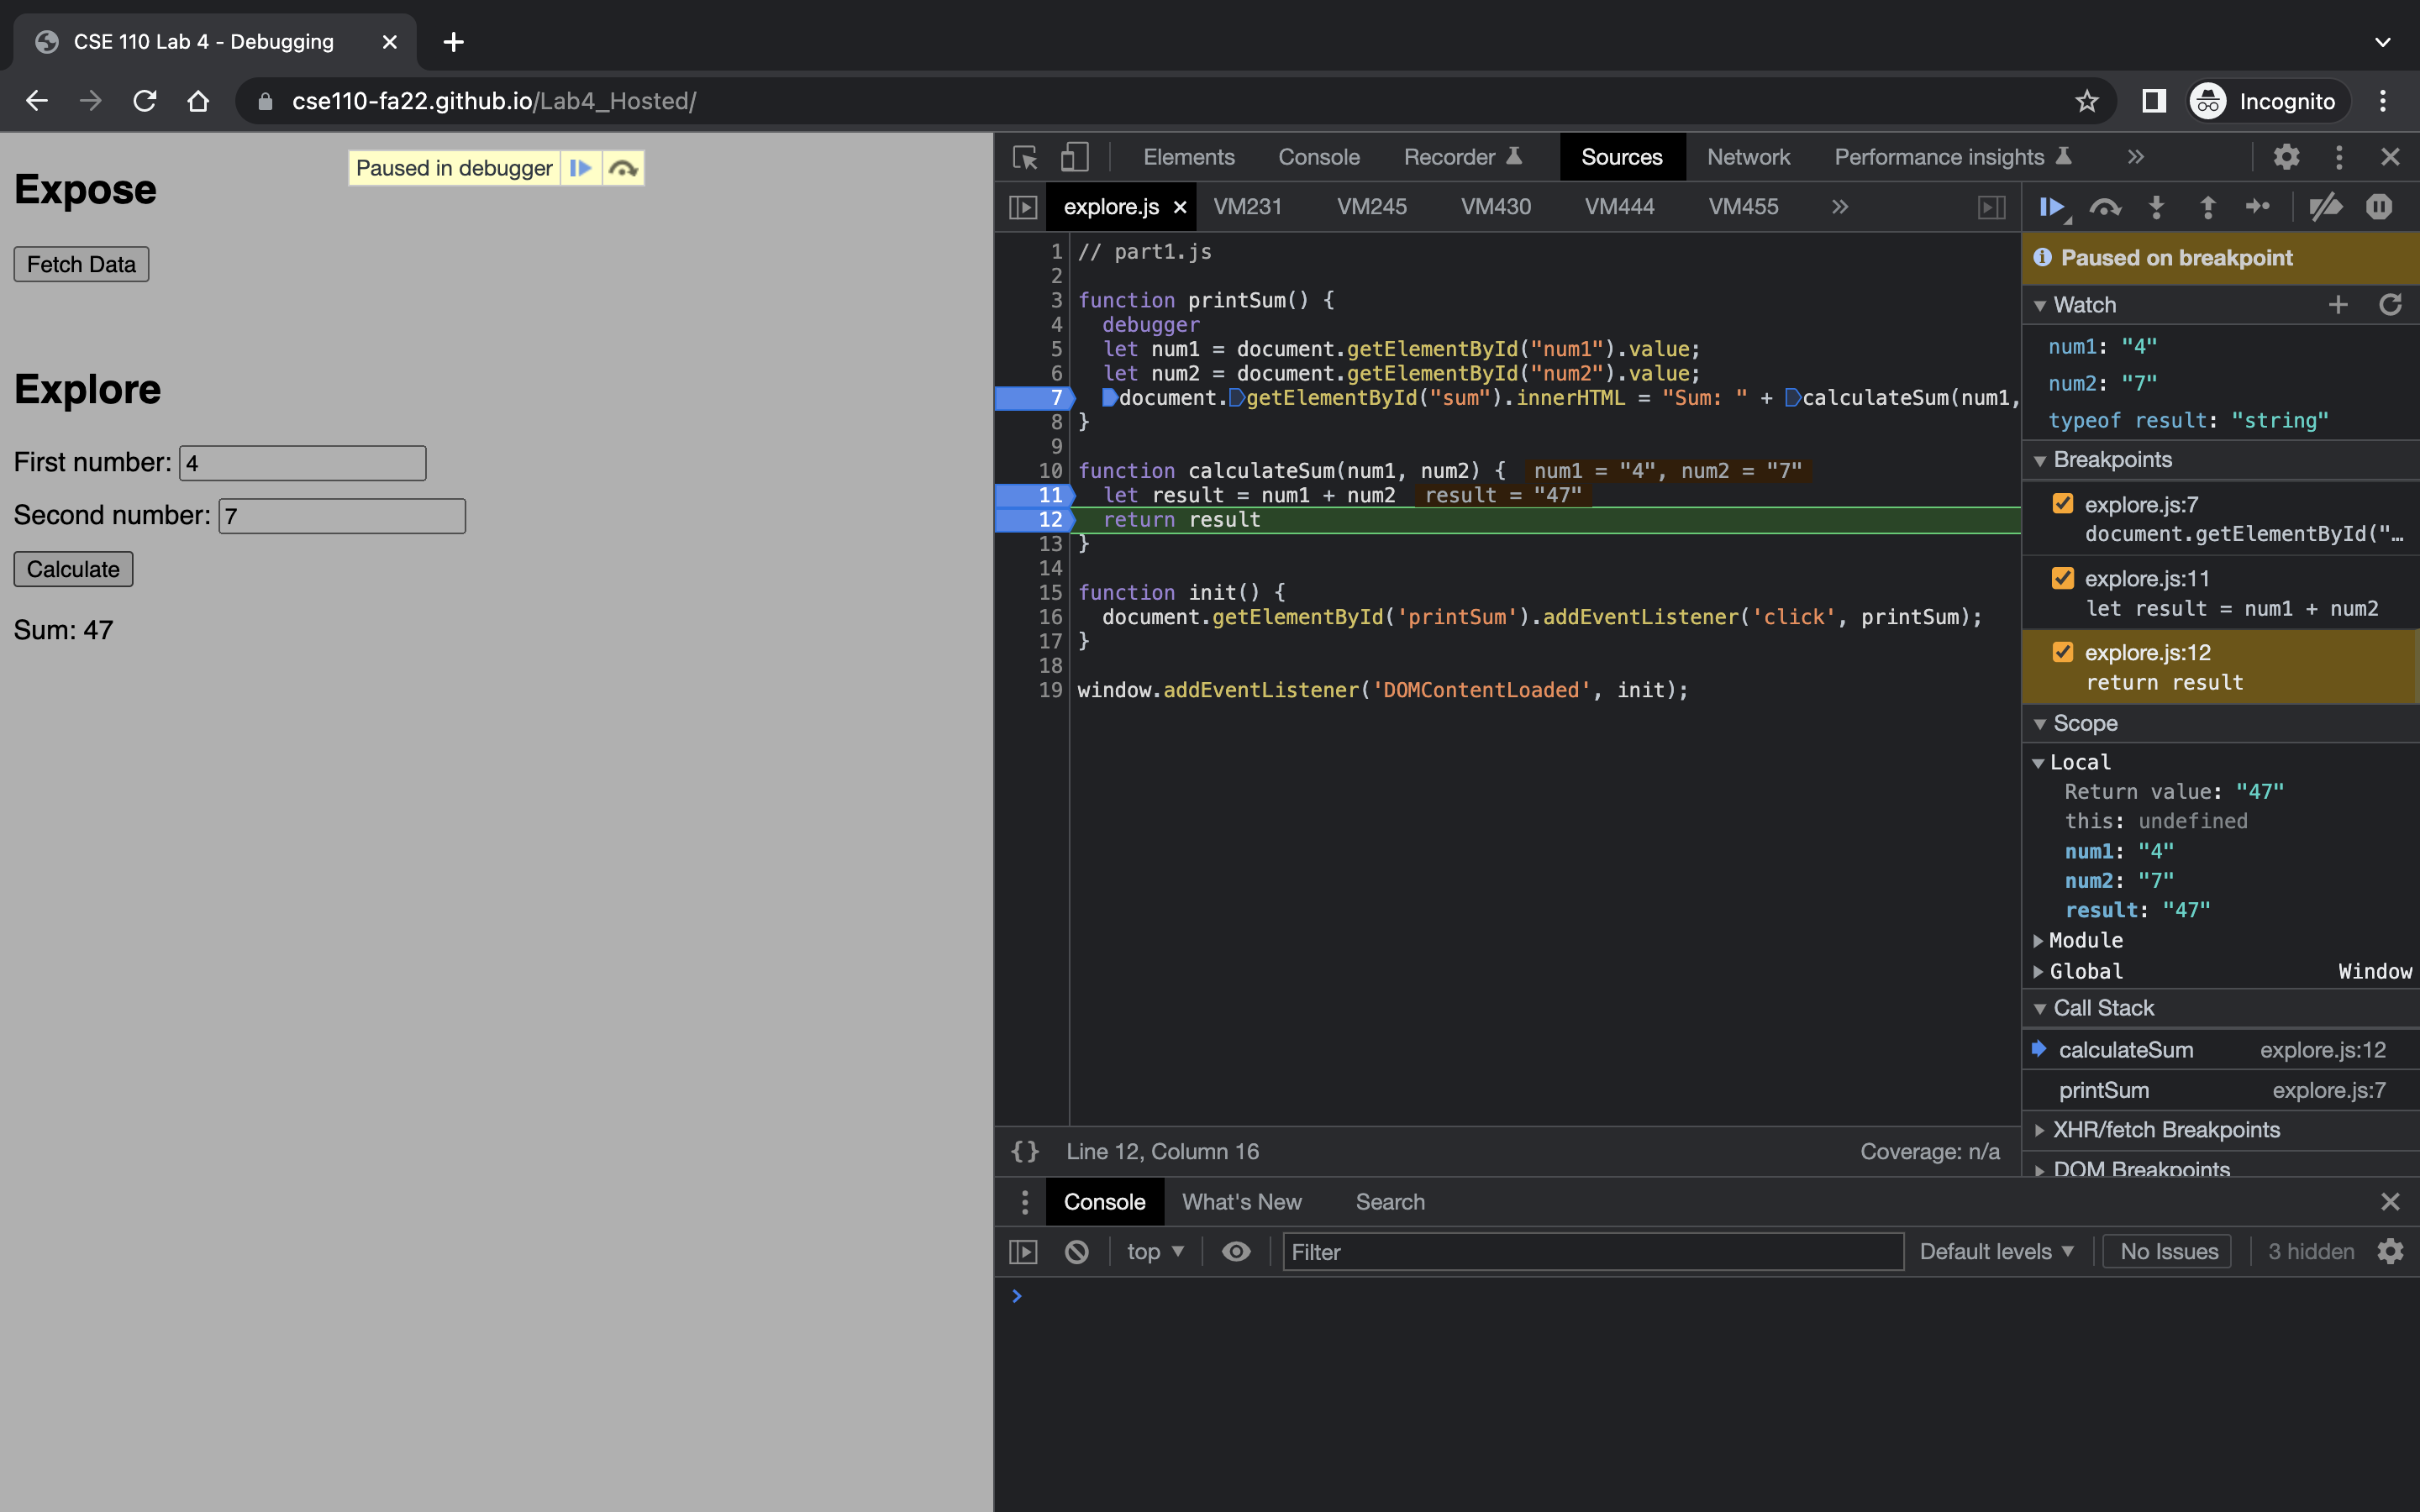 CSE 110 Lab 4 - Debugging
cse110-fa22.github.io/Lab4_Hosted/
Incognito
Paused in debugger
Expose
Fetch Data
Explore
First number: 4
Second number: 7
Calculate
Sum: 47
Elements Console Recorder Sources Network Performance insights
explore.js VM231 VM245 VM430 VM444 VM455
1 // part1.js
2
3 function printSum() {
4 debugger
5 let num1 = document.getElementById("num1").value;
6 let num2 = document.getElementById("num2").value;
7 document.getElementById("sum").innerHTML = "Sum: " + calculateSum(num1,
8 }
9
10 function calculateSum(num1, num2) { num1 = "4", num2 = "7"
11 let result = num1 + num2 result = "47"
12 return result
13 }
14
15 function init() {
16 document.getElementById('printSum').addEventListener('click', printSum);
17 }
18
19 window.addEventListener('DOMContentLoaded', init);
{} Line 12, Column 16 Coverage: n/a
Paused on breakpoint
Watch
num1: "4"
num2: "7"
typeof result: "string"
Breakpoints
explore.js:7
document.getElementById("…
explore.js:11
let result = num1 + num2
explore.js:12
return result
Scope
Local
Return value: "47"
this: undefined
num1: "4"
num2: "7"
result: "47"
Module
Global Window
Call Stack
calculateSum explore.js:12
printSum explore.js:7
XHR/fetch Breakpoints
DOM Breakpoints
Console What's New Search
top Filter Default levels No Issues 3 hidden